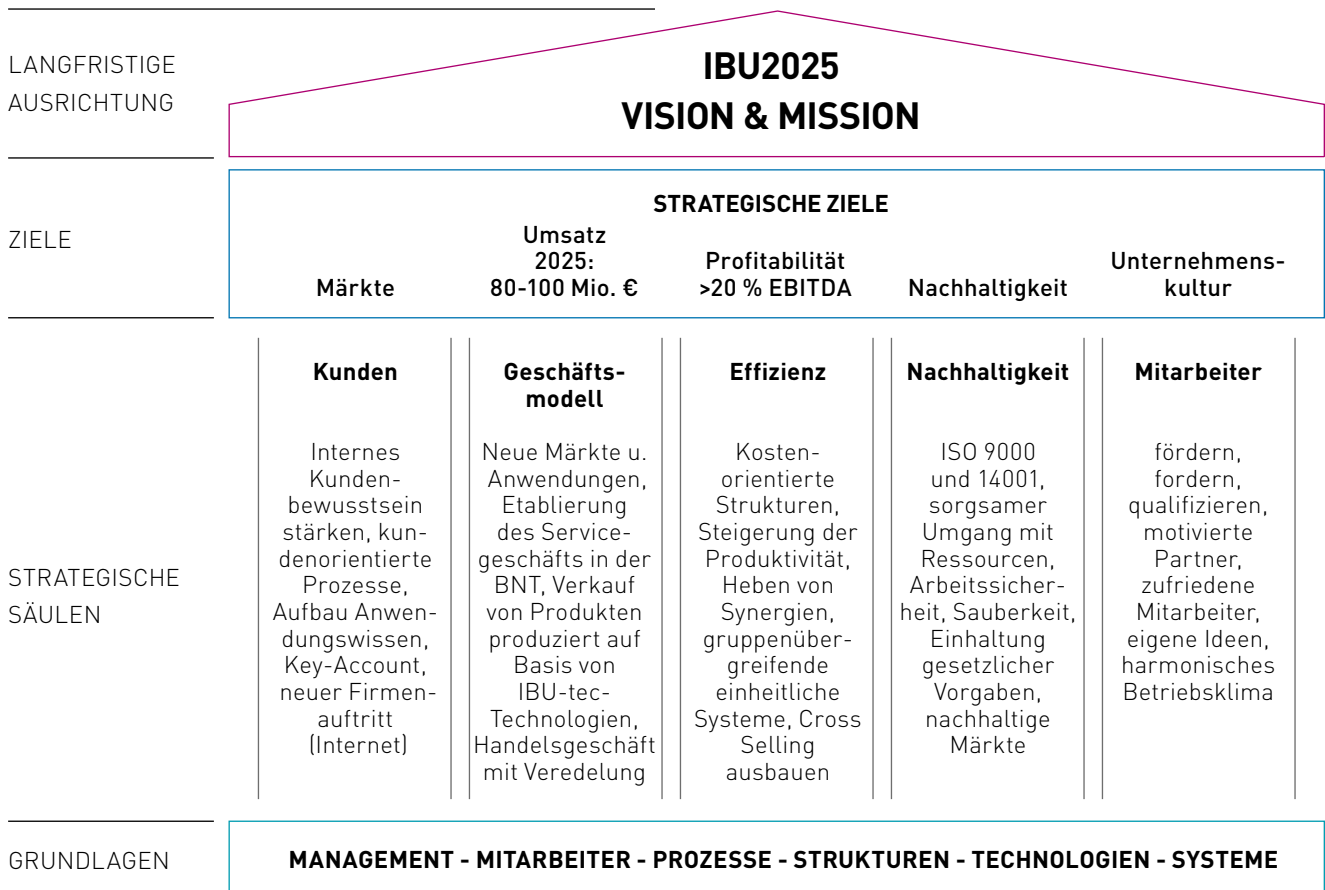 LANGFRISTIGE
AUSRICHTUNG
IBU2025
VISION & MISSION
ZIELE
STRATEGISCHE ZIELE
Märkte
Umsatz
2025:
80-100 Mio. €
Profitabilität
>20 % EBITDA
Nachhaltigkeit
Unternehmens-
kultur
STRATEGISCHE
SÄULEN
Kunden
Internes
Kunden-
bewusstsein
stärken, kun-
denorientierte
Prozesse,
Aufbau Anwen-
dungswissen,
Key-Account,
neuer Firmen-
auftritt
(Internet)
Geschäfts-
modell
Neue Märkte u.
Anwendungen,
Etablierung
des Service-
geschäfts in der
BNT, Verkauf
von Produkten
produziert auf
Basis von
IBU-tec-
Technologien,
Handelsgeschäft
mit Veredelung
Effizienz
Kosten-
orientierte
Strukturen,
Steigerung der
Produktivität,
Heben von
Synergien,
gruppenüber-
greifende
einheitliche
Systeme, Cross
Selling
ausbauen
Nachhaltigkeit
ISO 9000
und 14001,
sorgsamer
Umgang mit
Ressourcen,
Arbeitssicher-
heit, Sauberkeit,
Einhaltung
gesetzlicher
Vorgaben,
nachhaltige
Märkte
Mitarbeiter
fördern,
fordern,
qualifizieren,
motivierte
Partner,
zufriedene
Mitarbeiter,
eigene Ideen,
harmonisches
Betriebsklima
GRUNDLAGEN
MANAGEMENT - MITARBEITER - PROZESSE - STRUKTUREN - TECHNOLOGIEN - SYSTEME